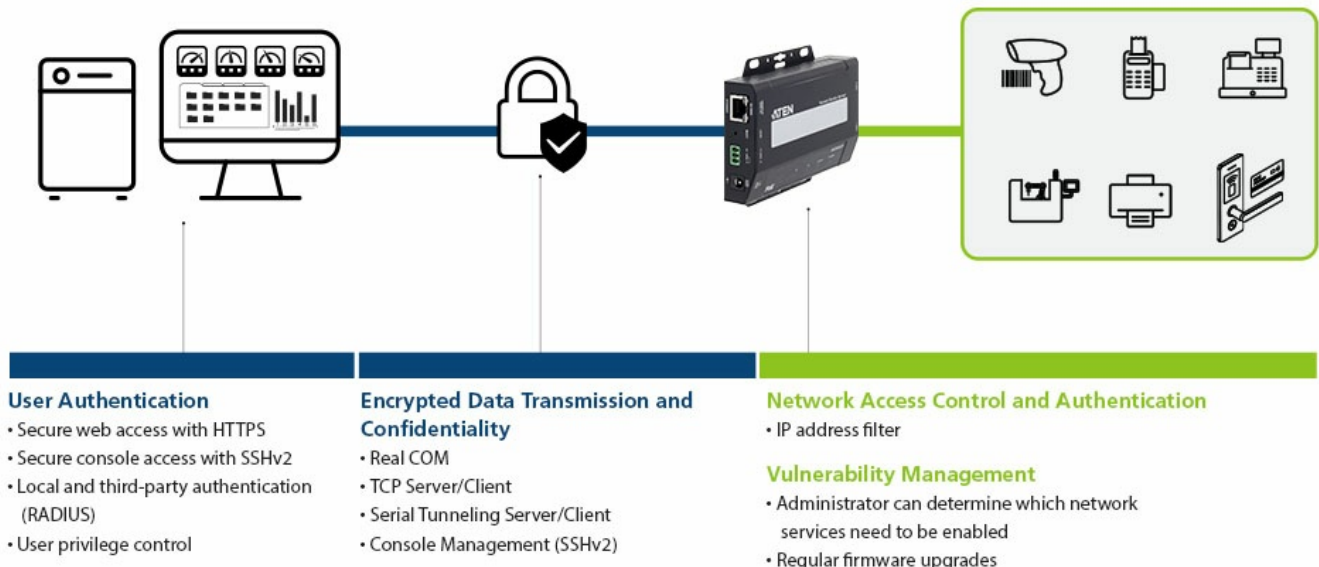 ATEN
User Authentication
• Secure web access with HTTPS
• Secure console access with SSHv2
• Local and third-party authentication
(RADIUS)
• User privilege control
Encrypted Data Transmission and
Confidentiality
• Real COM
• TCP Server/Client
• Serial Tunneling Server/Client
• Console Management (SSHv2)
Network Access Control and Authentication
• IP address filter
Vulnerability Management
• Administrator can determine which network
services need to be enabled
• Regular firmware upgrades